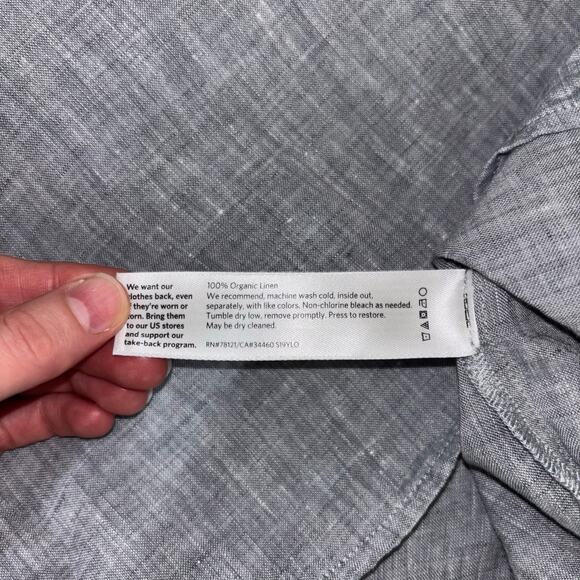 We want our
clothes back, even
if they're worn or
torn. Bring them
to our US stores
and support our
take-back program.
100% Organic Linen
We recommend, machine wash cold, inside out,
separately, with like colors. Non-chlorine bleach as needed.
Tumble dry low, remove promptly. Press to restore.
May be dry cleaned.
RN#78121/CA#34460 S19YLO